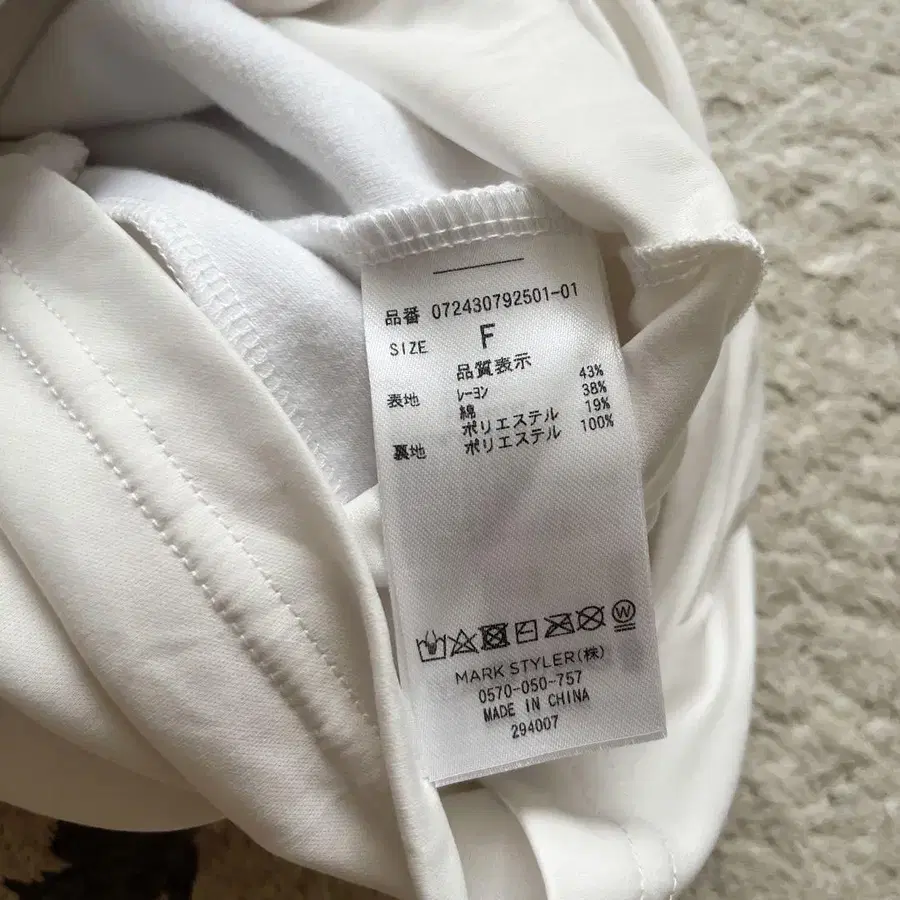 品番 072430792501-01
SIZE F
品質表示
表地 ﾚｰﾖﾝ 43%
綿 38%
ポリエステル 19%
裏地 ポリエステル 100%
W
MARK STYLER(株)
0570-050-757
MADE IN CHINA
294007